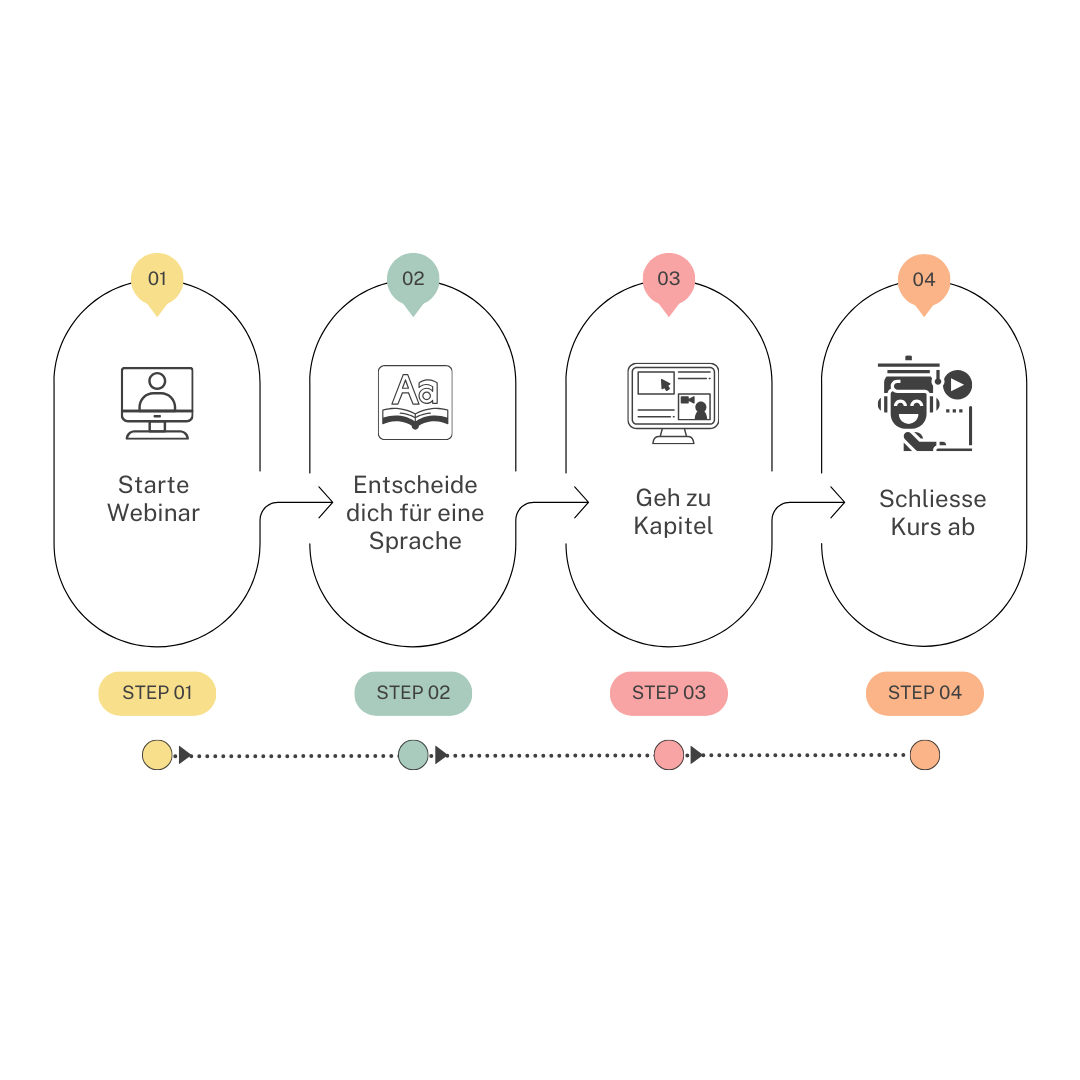 01
02
03
04
Aa
Starte
Webinar
Entscheide
dich für eine
Sprache
Geh zu
Kapitel
Schliesse
Kurs ab
STEP 01
STEP 02
STEP 03
STEP 04